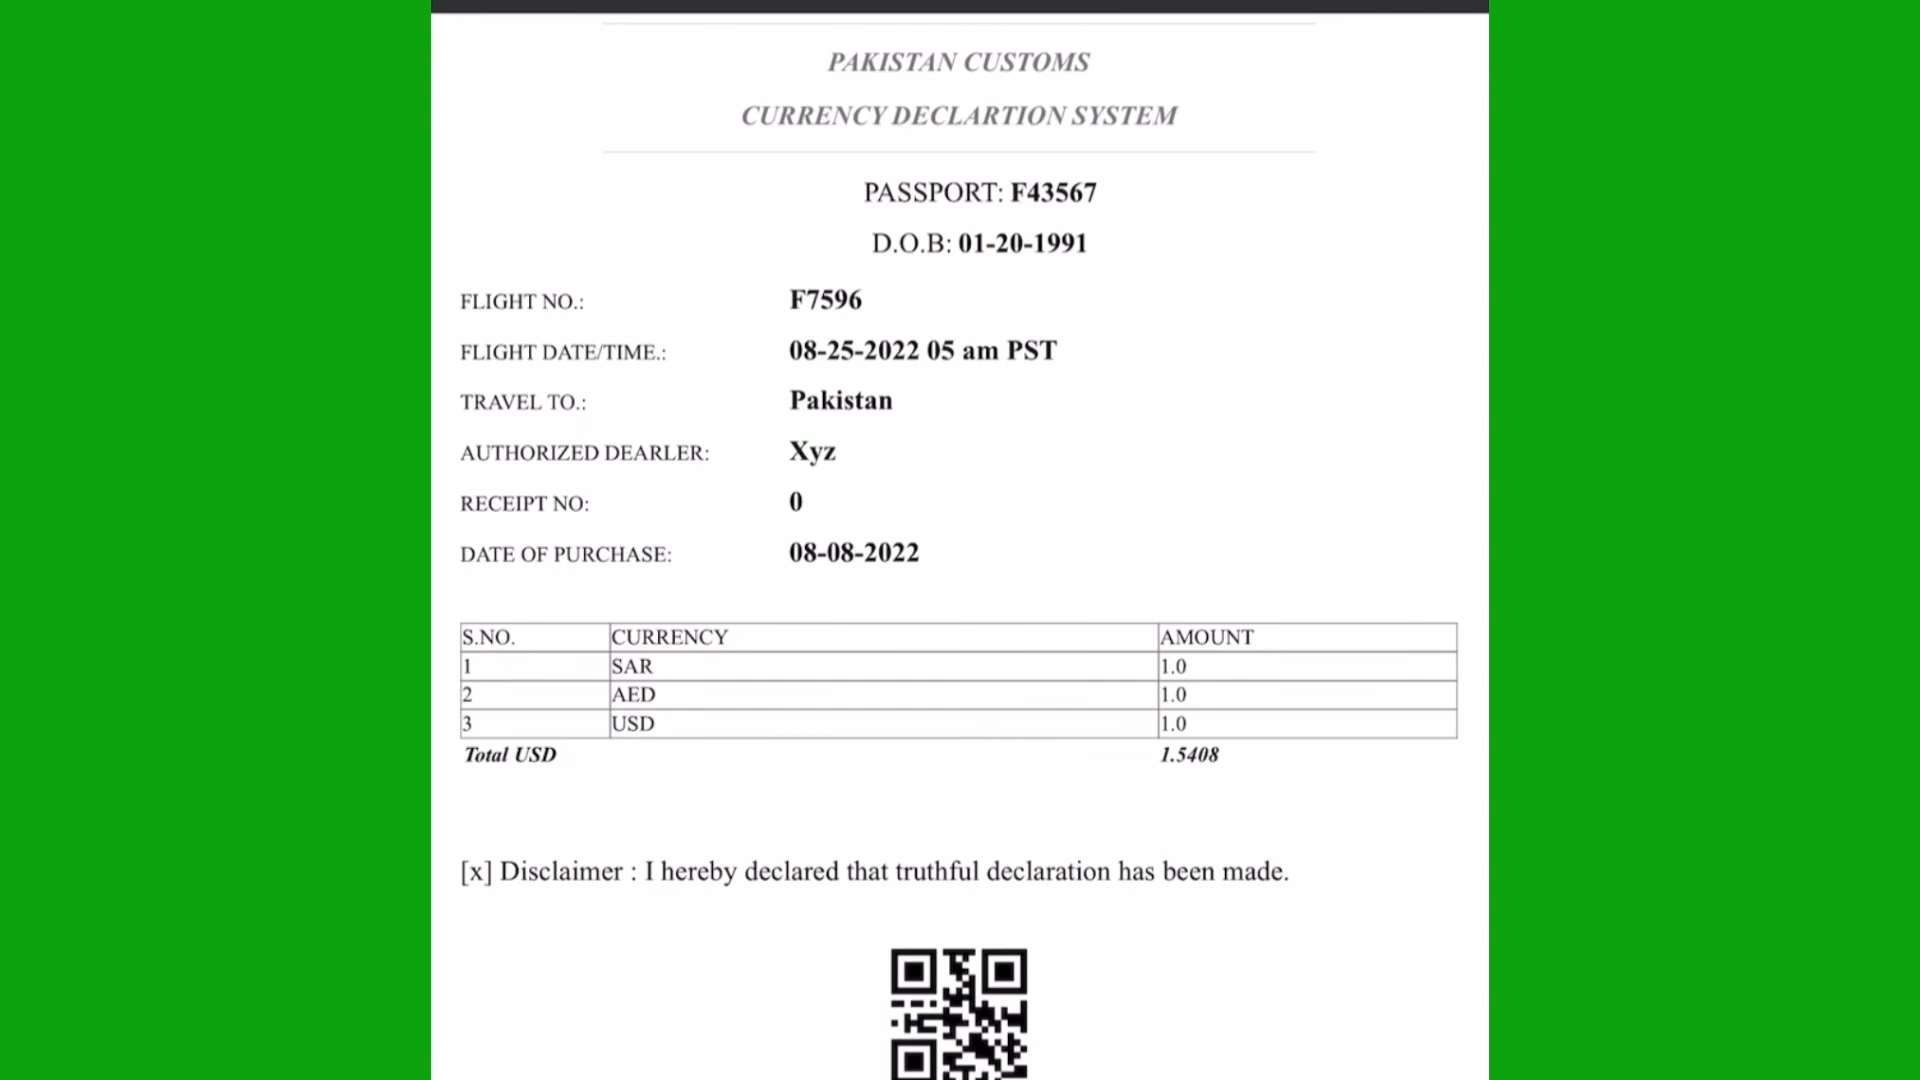 PAKISTAN CUSTOMS
CURRENCY DECLARTION SYSTEM
PASSPORT: F43567
D.O.B: 01-20-1991
FLIGHT NO.: F7596
FLIGHT DATE/TIME.: 08-25-2022 05 am PST
TRAVEL TO.: Pakistan
AUTHORIZED DEARLER: Xyz
RECEIPT NO: 0
DATE OF PURCHASE: 08-08-2022
S.NO. CURRENCY AMOUNT
1 SAR 1.0
2 AED 1.0
3 USD 1.0
Total USD 1.5408
[x] Disclaimer : I hereby declared that truthful declaration has been made.